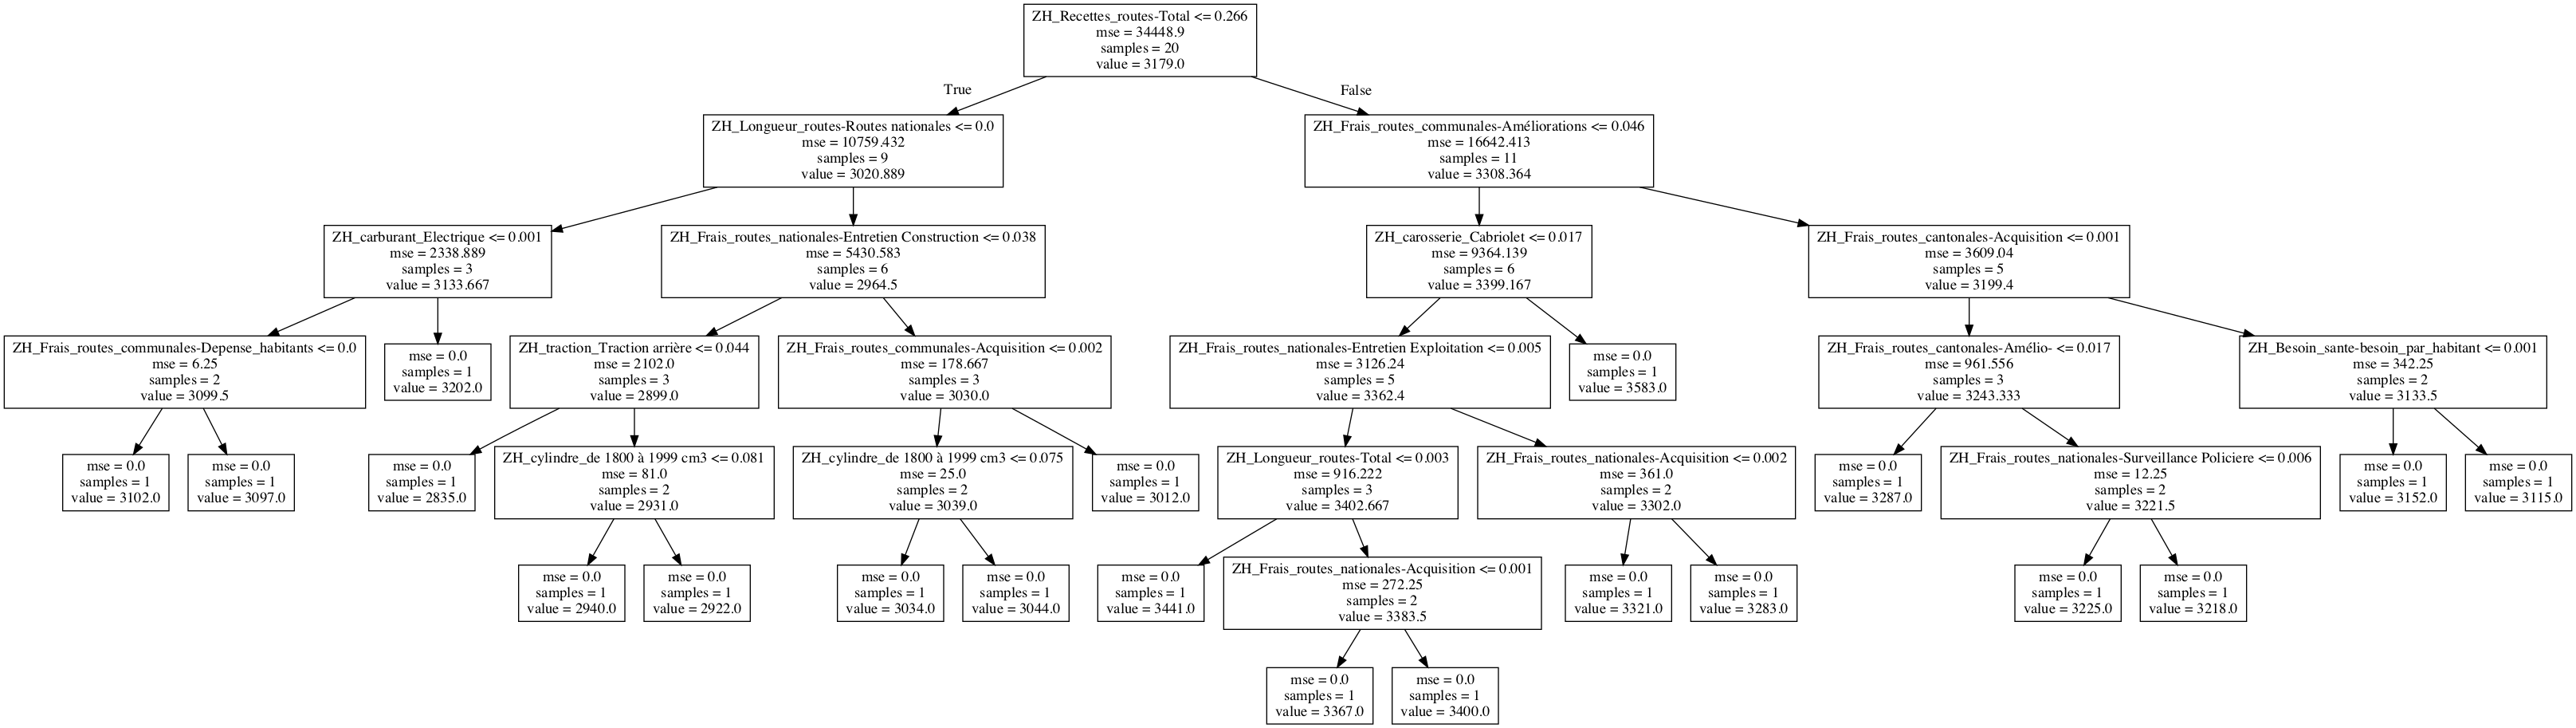 ZH_Recettes_routes-Total <= 0.266
mse = 34448.9
samples = 20
value = 3179.0
True
False
ZH_Longueur_routes-Routes nationales <= 0.0
mse = 10759.432
samples = 9
value = 3020.889
ZH_Frais_routes_communales-Améliorations <= 0.046
mse = 16642.413
samples = 11
value = 3308.364
ZH_carburant_Electrique <= 0.001
mse = 2338.889
samples = 3
value = 3133.667
ZH_Frais_routes_nationales-Entretien Construction <= 0.038
mse = 5430.583
samples = 6
value = 2964.5
ZH_carosserie_Cabriolet <= 0.017
mse = 9364.139
samples = 6
value = 3399.167
ZH_Frais_routes_cantonales-Acquisition <= 0.001
mse = 3609.04
samples = 5
value = 3199.4
ZH_Frais_routes_communales-Depense_habitants <= 0.0
mse = 6.25
samples = 2
value = 3099.5
mse = 0.0
samples = 1
value = 3202.0
ZH_traction_Traction arrière <= 0.044
mse = 2102.0
samples = 3
value = 2899.0
ZH_Frais_routes_communales-Acquisition <= 0.002
mse = 178.667
samples = 3
value = 3030.0
ZH_Frais_routes_nationales-Entretien Exploitation <= 0.005
mse = 3126.24
samples = 5
value = 3362.4
mse = 0.0
samples = 1
value = 3583.0
ZH_Frais_routes_cantonales-Amélio- <= 0.017
mse = 961.556
samples = 3
value = 3243.333
ZH_Besoin_sante-besoin_par_habitant <= 0.001
mse = 342.25
samples = 2
value = 3133.5
mse = 0.0
samples = 1
value = 3102.0
mse = 0.0
samples = 1
value = 3097.0
mse = 0.0
samples = 1
value = 2835.0
ZH_cylindre_de 1800 à 1999 cm3 <= 0.081
mse = 81.0
samples = 2
value = 2931.0
ZH_cylindre_de 1800 à 1999 cm3 <= 0.075
mse = 25.0
samples = 2
value = 3039.0
mse = 0.0
samples = 1
value = 3012.0
ZH_Longueur_routes-Total <= 0.003
mse = 916.222
samples = 3
value = 3402.667
ZH_Frais_routes_nationales-Acquisition <= 0.002
mse = 361.0
samples = 2
value = 3302.0
mse = 0.0
samples = 1
value = 3287.0
ZH_Frais_routes_nationales-Surveillance Policiere <= 0.006
mse = 12.25
samples = 2
value = 3221.5
mse = 0.0
samples = 1
value = 3152.0
mse = 0.0
samples = 1
value = 3115.0
mse = 0.0
samples = 1
value = 2940.0
mse = 0.0
samples = 1
value = 2922.0
mse = 0.0
samples = 1
value = 3034.0
mse = 0.0
samples = 1
value = 3044.0
mse = 0.0
samples = 1
value = 3441.0
ZH_Frais_routes_nationales-Acquisition <= 0.001
mse = 272.25
samples = 2
value = 3383.5
mse = 0.0
samples = 1
value = 3321.0
mse = 0.0
samples = 1
value = 3283.0
mse = 0.0
samples = 1
value = 3225.0
mse = 0.0
samples = 1
value = 3218.0
mse = 0.0
samples = 1
value = 3367.0
mse = 0.0
samples = 1
value = 3400.0